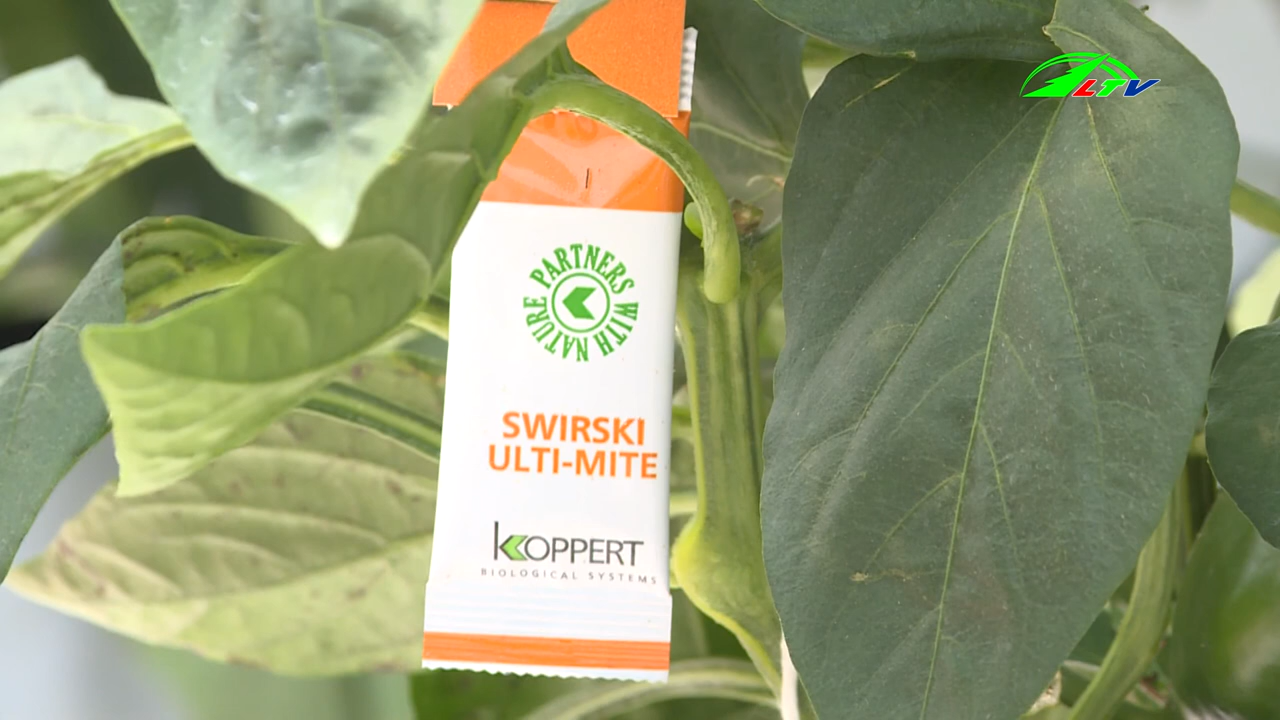 LTV
PARTNERS WITH NATURE
SWIRSKI
ULTI-MITE
KOPPERT
BIOLOGICAL SYSTEMS